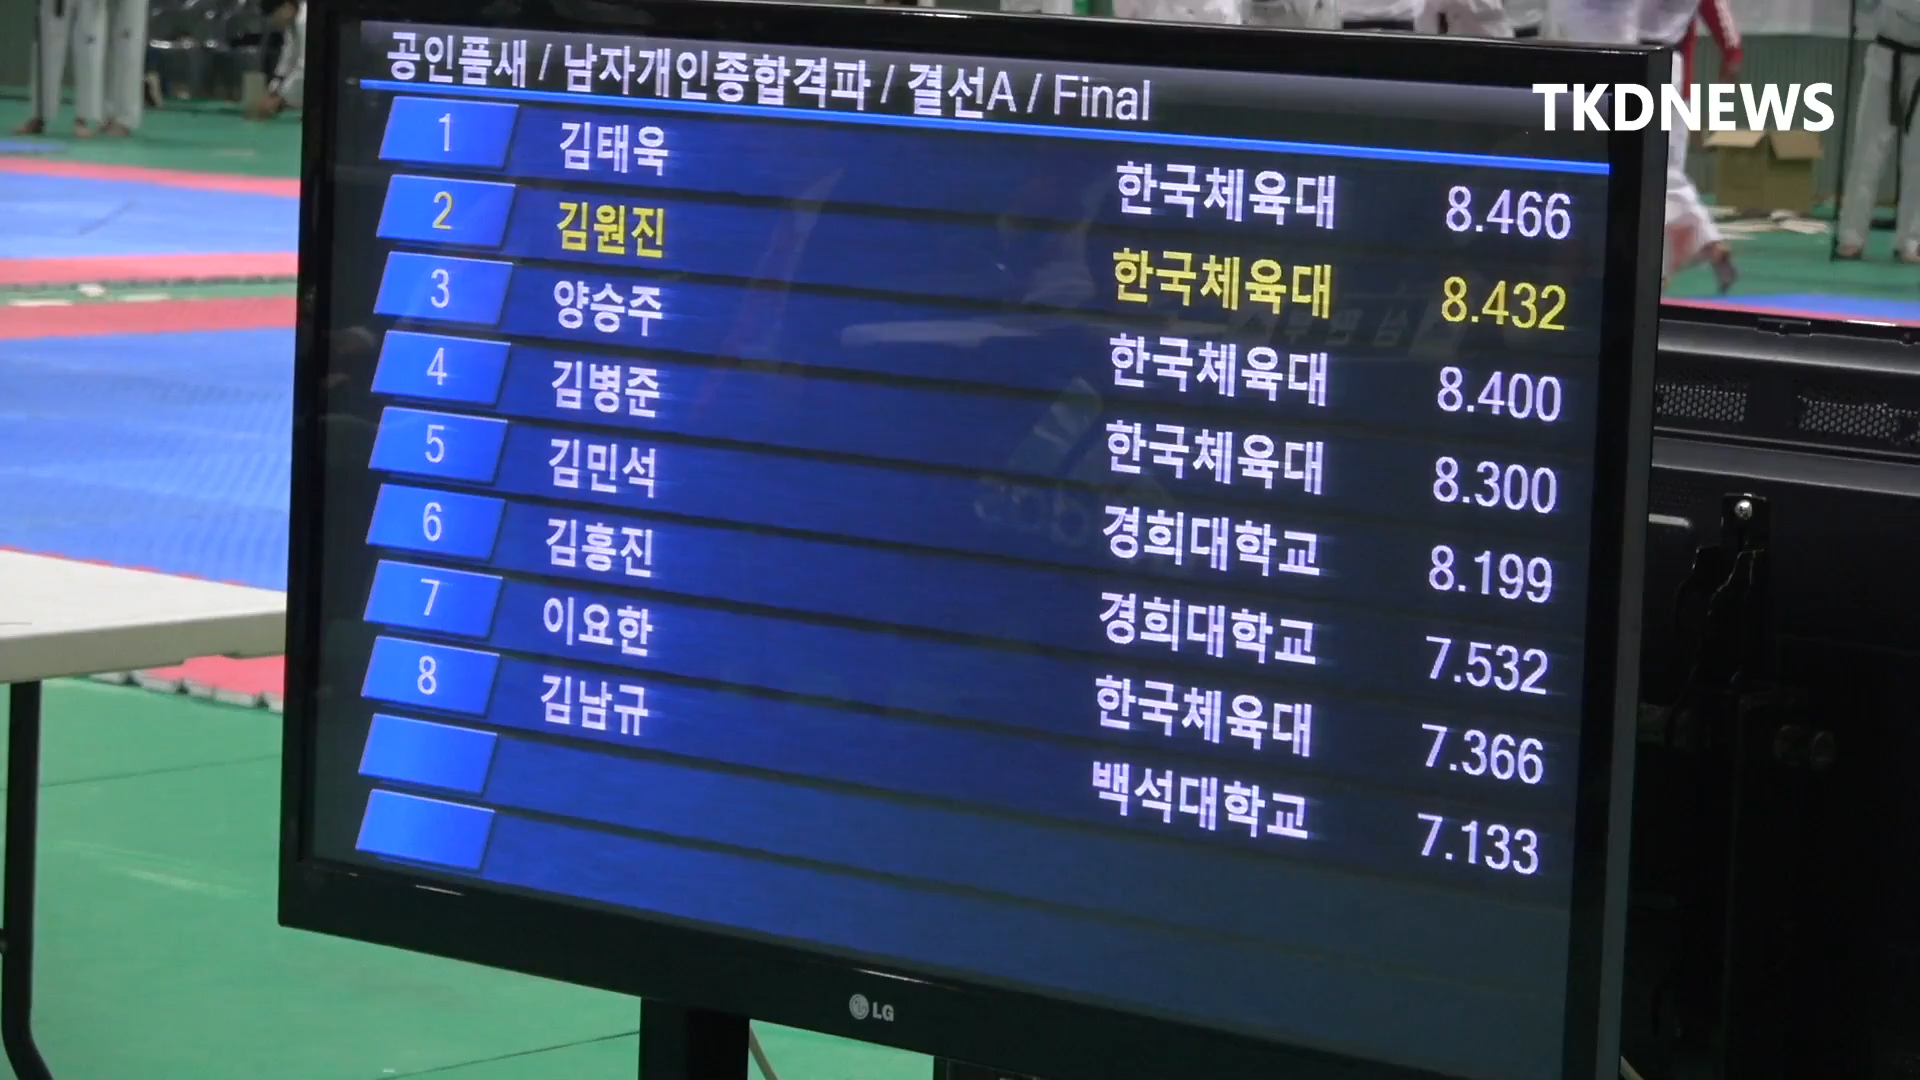 공인품새 / 남자개인종합격파 / 결선A / Final
TKDNEWS
1 김태욱 한국체육대 8.466
2 김원진 한국체육대 8.432
3 양승주 한국체육대 8.400
4 김병준 한국체육대 8.300
5 김민석 경희대학교 8.199
6 김홍진 경희대학교 7.532
7 이요한 한국체육대 7.366
8 김남규 백석대학교 7.133
LG